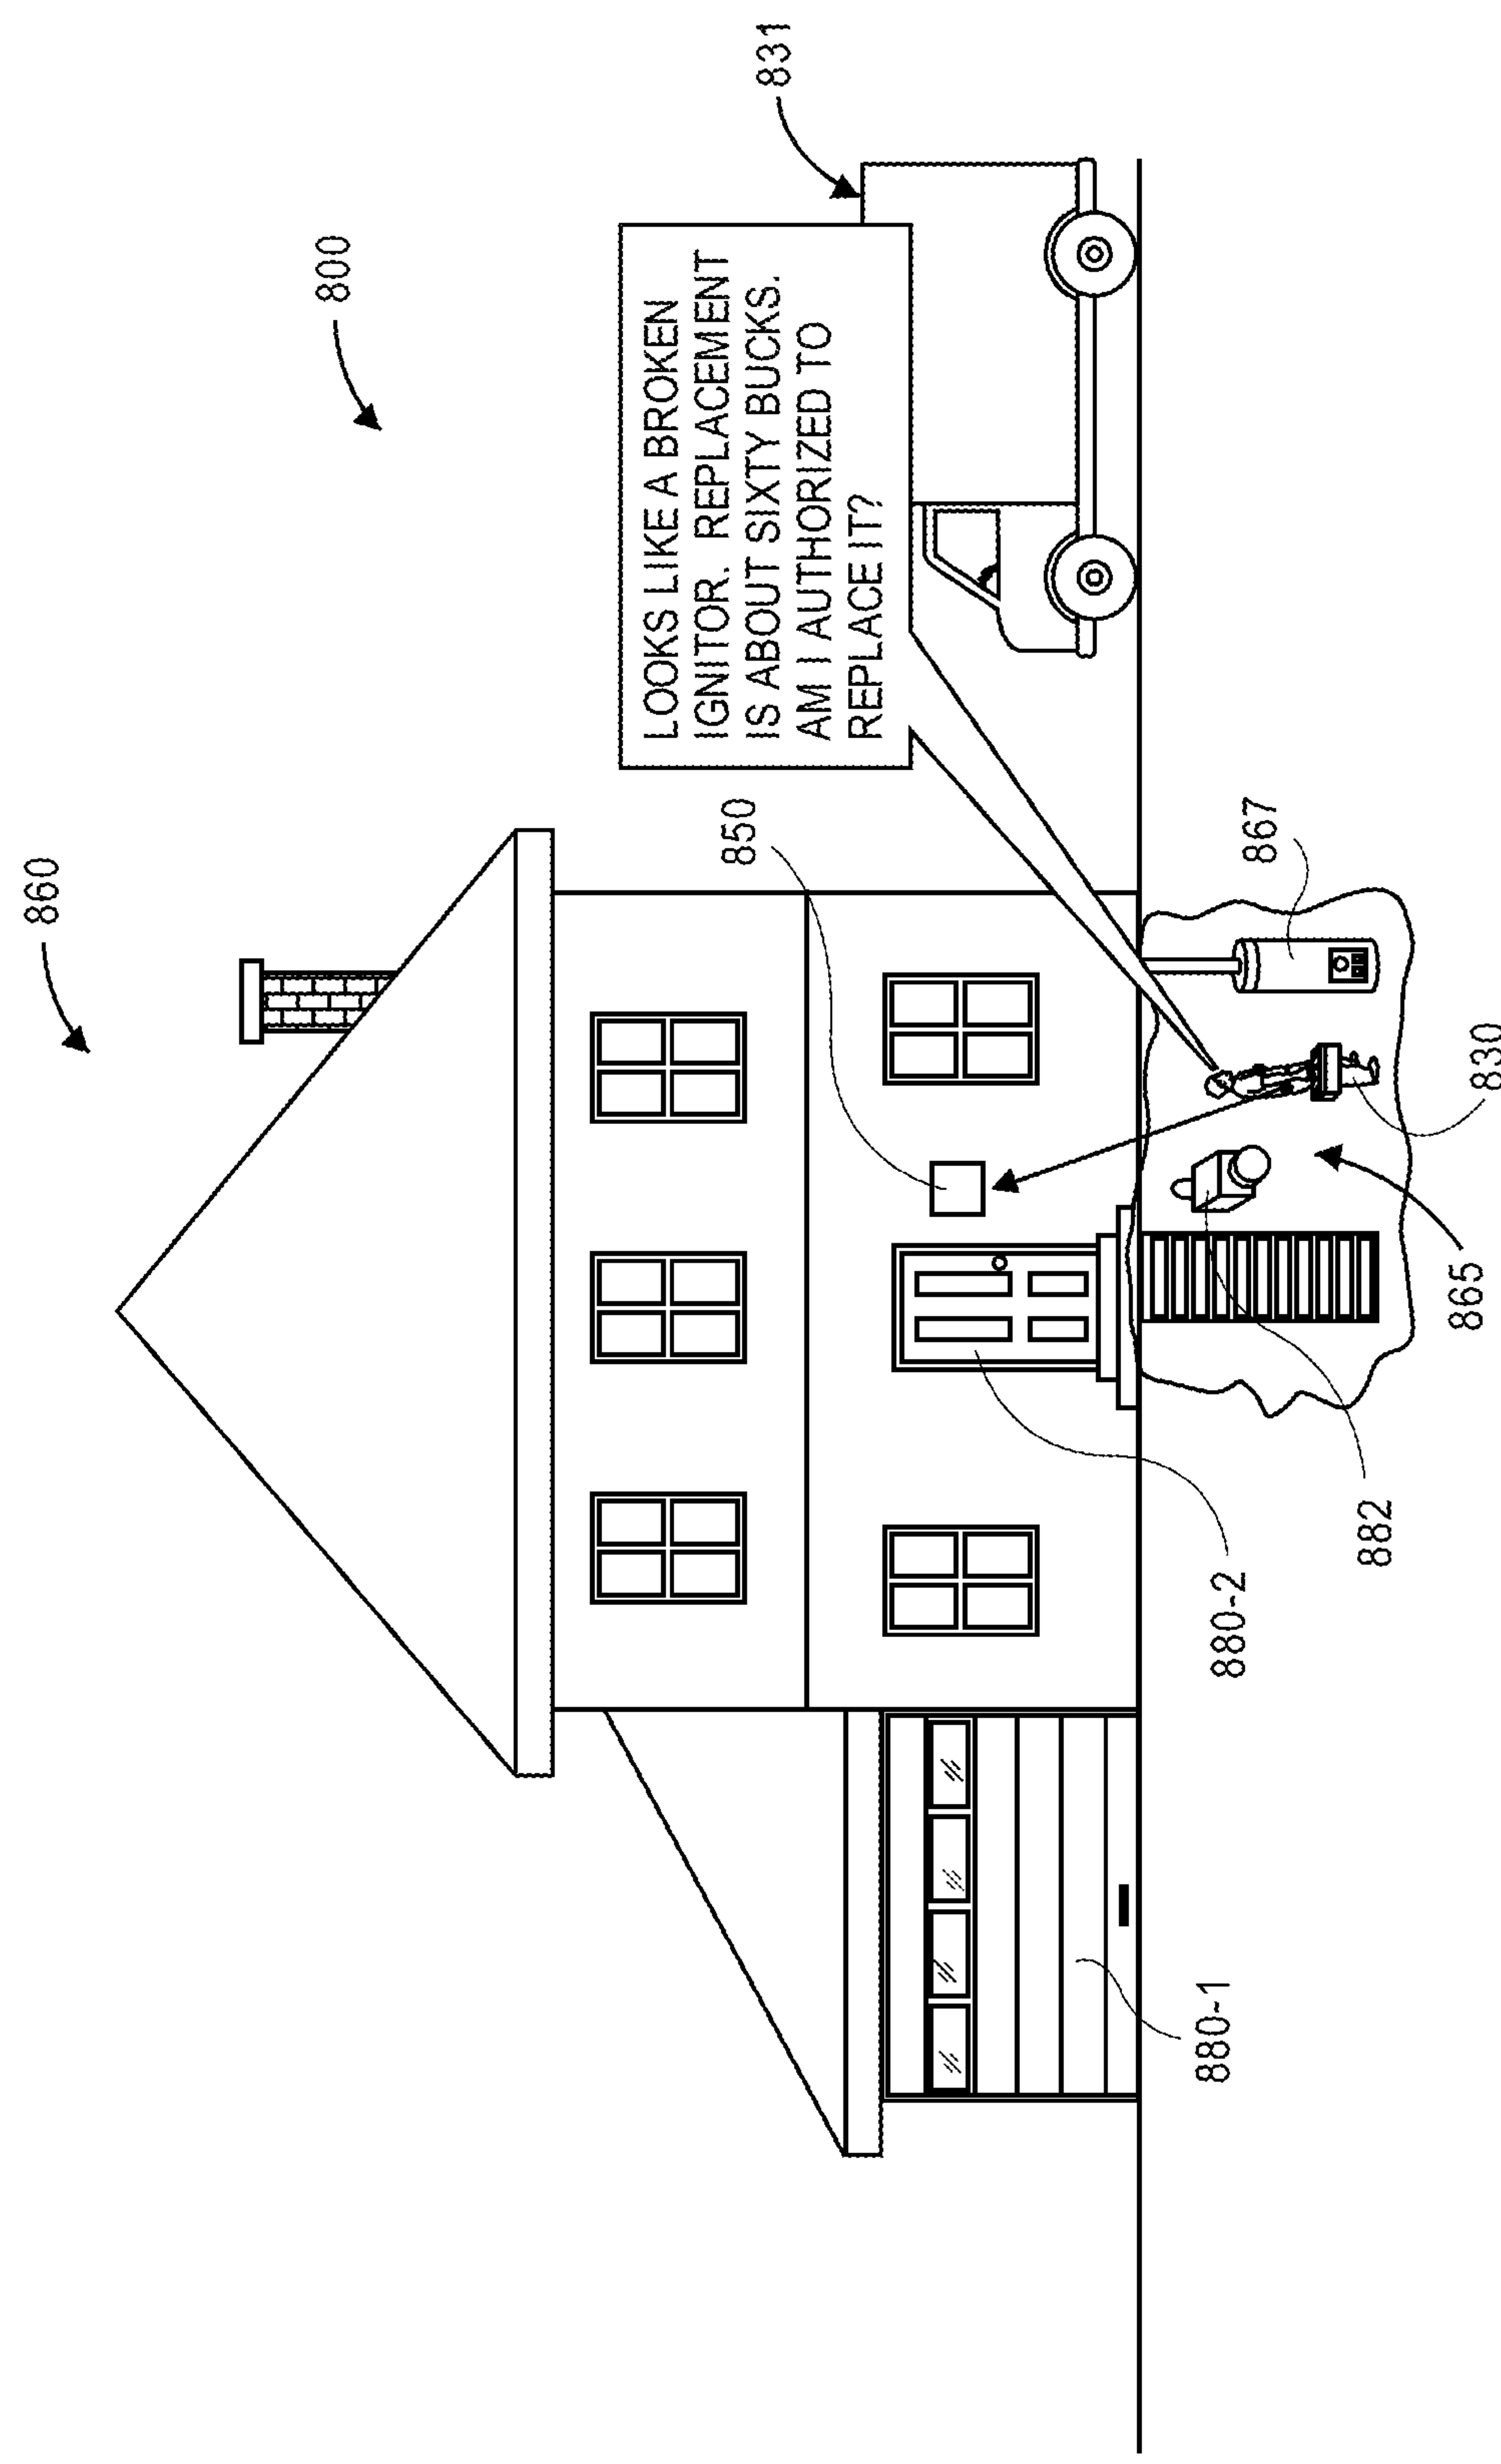 860
800
831
LOOKS LIKE A BROKEN
IGNITOR. REPLACEMENT
IS ABOUT SIXTY BUCKS.
AM I AUTHORIZED TO
REPLACE IT?
850
867
830
865
882
880-2
880-1